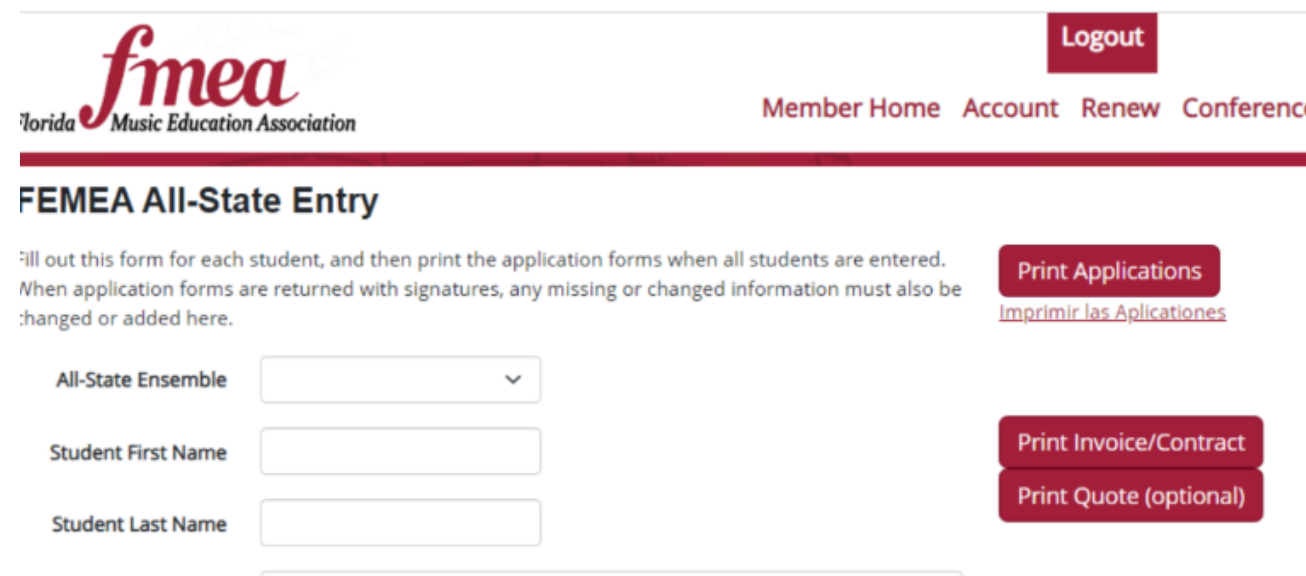 Logout
fmea
Florida Music Education Association
Member Home Account Renew Conference
FEMEA All-State Entry
Fill out this form for each student, and then print the application forms when all students are entered.
When application forms are returned with signatures, any missing or changed information must also be
changed or added here.
Print Applications
Imprimir las Aplicationes
All-State Ensemble
Student First Name
Print Invoice/Contract
Print Quote (optional)
Student Last Name